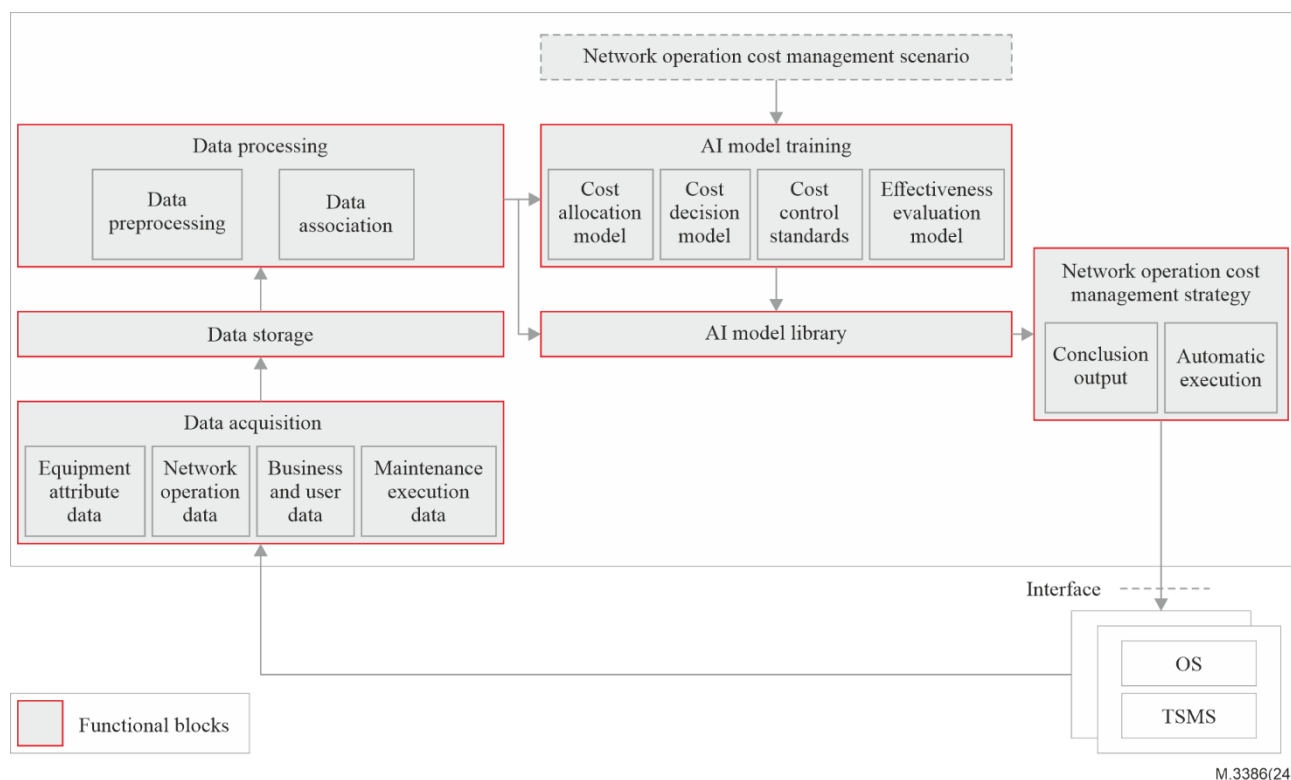 Network operation cost management scenario
Data processing
Data
preprocessing
Data
association
AI model training
Cost
allocation
model
Cost
decision
model
Cost
control
standards
Effectiveness
evaluation
model
Data storage
AI model library
Network operation cost
management strategy
Conclusion
output
Automatic
execution
Data acquisition
Equipment
attribute
data
Network
operation
data
Business
and user
data
Maintenance
execution
data
Interface
OS
TSMS
Functional blocks
M.3386(24